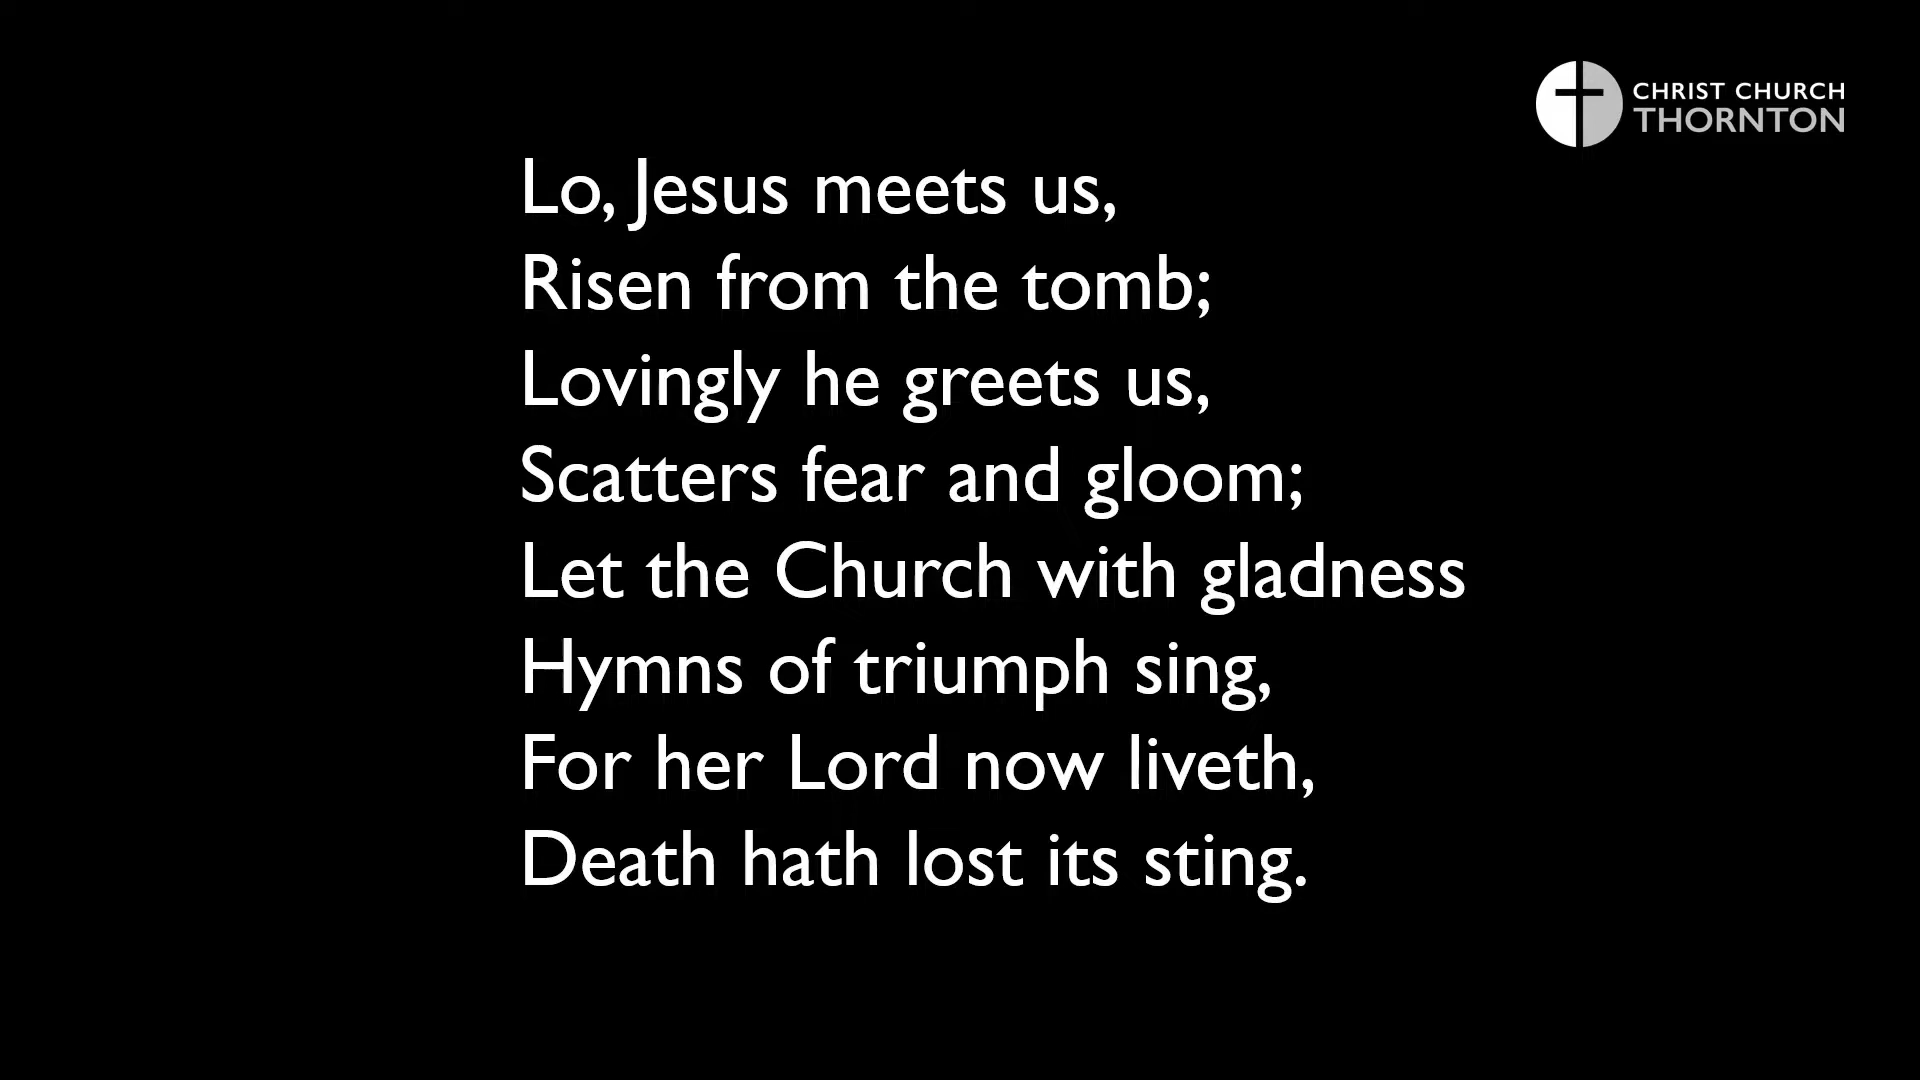 CHRIST CHURCH
THORNTON
Lo, Jesus meets us,
Risen from the tomb;
Lovingly he greets us,
Scatters fear and gloom;
Let the Church with gladness
Hymns of triumph sing,
For her Lord now liveth,
Death hath lost its sting.